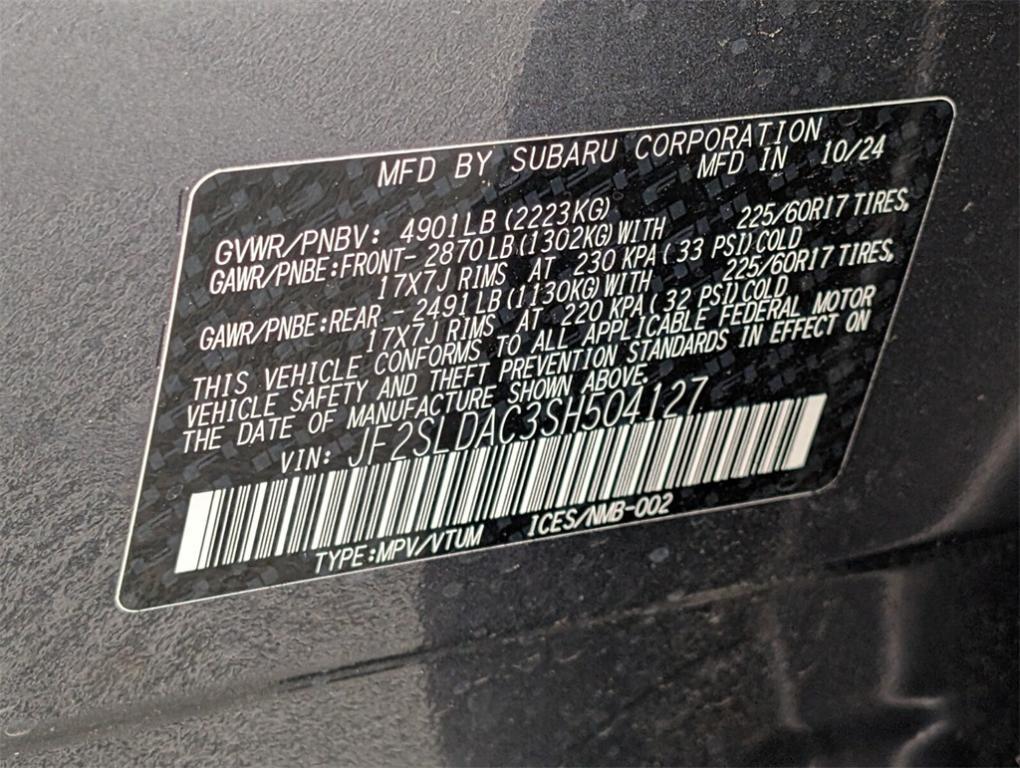 MFD BY SUBARU CORPORATION
MFD IN 10/24
GVWR/PNBV: 4901LB(2223KG)
GAWR/PNBE:FRONT- 2870LB(1302KG)WITH 225/60R17 TIRES,
17X7J RIMS AT 230 KPA( 33 PSI)COLD
GAWR/PNBE:REAR - 2491LB(1130KG)WITH 225/60R17 TIRES,
17X7J RIMS AT 220 KPA( 32 PSI)COLD
THIS VEHICLE CONFORMS TO ALL APPLICABLE FEDERAL MOTOR
VEHICLE SAFETY AND THEFT PREVENTION STANDARDS IN EFFECT ON
THE DATE OF MANUFACTURE SHOWN ABOVE.
VIN: JF2SLDAC3SH504127
TYPE:MPV/VTUM ICES/NMB-002